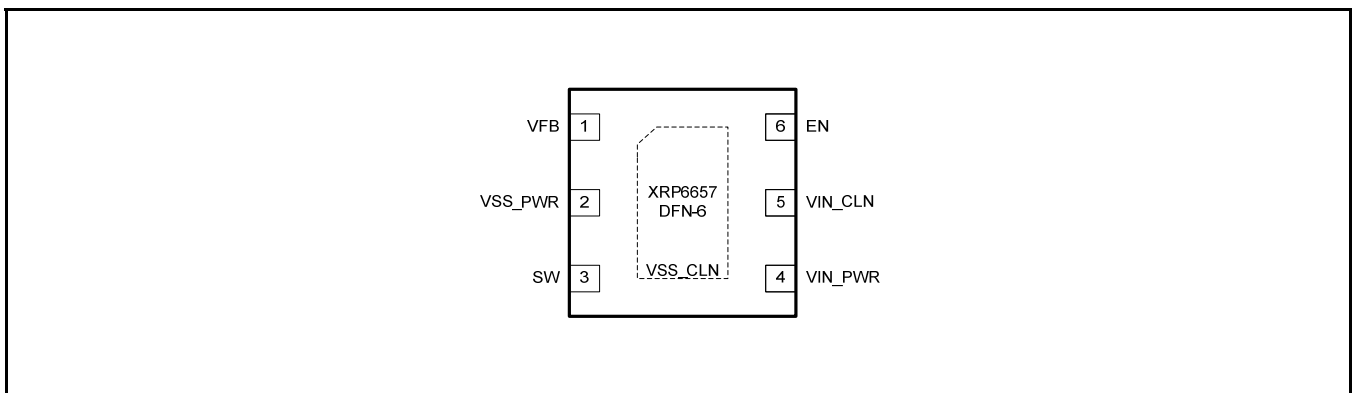 VFB 1
6 EN
VSS_PWR 2
XRP6657
DFN-6
5 VIN_CLN
SW 3
VSS_CLN
4 VIN_PWR